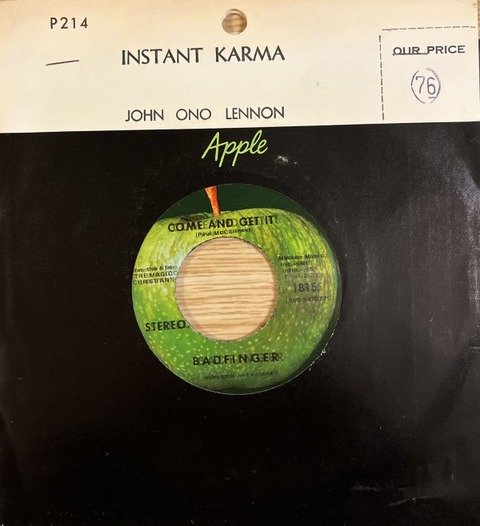 P214
INSTANT KARMA
OUR PRICE
76
JOHN ONO LENNON
Apple
COME AND GET IT
(Paul McCartney)
THE MAGIC
CHRISTIAN
1815
STEREO
BADFINGER